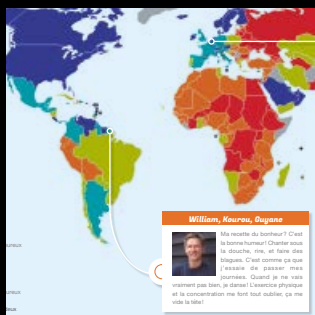 William, Kourou, Guyane
Ma recette du bonheur? C'est
la bonne humeur! Chanter sous
la douche, rire, et faire des
blagues. C'est comme ça que
j'essaie de passer mes
journées. Quand je ne vais
vraiment pas bien, je danse! L'exercice physique
et la concentration me font tout oublier, ça me
vide la tête!